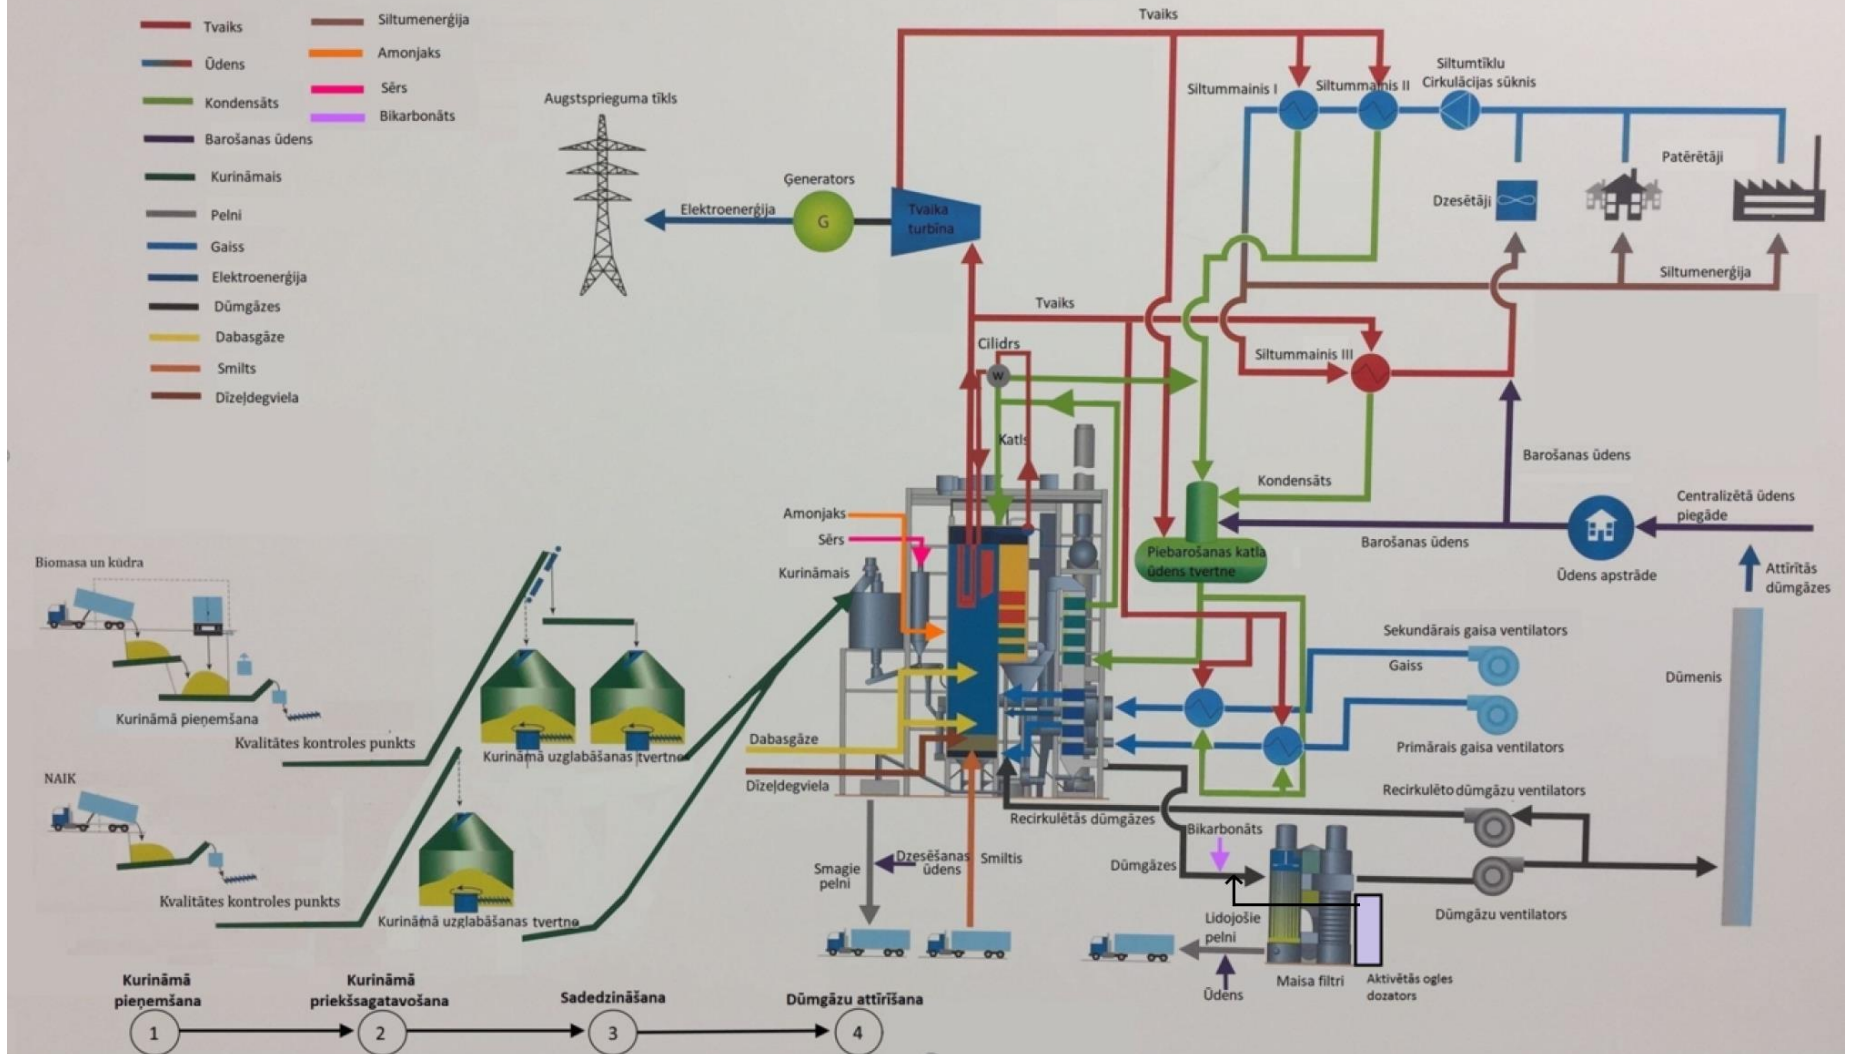 Tvaiks
Ūdens
Kondensāts
Barošanas ūdens
Kurināmais
Pelni
Gaiss
Elektroenerģija
Dūmgāzes
Dabasgāze
Smilts
Dīzeļdegviela
Siltumenerģija
Amonjaks
Sērs
Bikarbonāts
Augstsprieguma tīkls
Elektroenerģija
Ģenerators
G
Tvaika
turbīna
Tvaiks
Siltummainis I
Siltummainis II
Siltumtīklu
Cirkulācijas sūknis
Patērētāji
Dzesētāji
Siltumenerģija
Tvaiks
Cilidrs
W
Siltummainis III
Katls
Kondensāts
Barošanas ūdens
Centralizētā ūdens
piegāde
Barošanas ūdens
Ūdens apstrāde
Piebarošanas katla
ūdens tvertne
Attīrītās
dūmgāzes
Amonjaks
Sērs
Kurināmais
Biomasa un kūdra
Kurināmā pieņemšana
Kvalitātes kontroles punkts
Kurināmā uzglabāšanas tvertne
NAIK
Kvalitātes kontroles punkts
Kurināmā uzglabāšanas tvertne
Dabasgāze
Dīzeļdegviela
Sekundārais gaisa ventilators
Gaiss
Primārais gaisa ventilators
Dūmenis
Recirkulēto dūmgāzu ventilators
Recirkulētās dūmgāzes
Bikarbonāts
Dūmgāzes
Smagie
pelni
Dzesēšanas
ūdens
Smiltis
Lidojošie
pelni
Ūdens
Maisa filtri
Aktivētās ogles
dozators
Dūmgāzu ventilators
Kurināmā
pieņemšana
Kurināmā
priekšsagatavošana
Sadedzināšana
Dūmgāzu attīrīšana
1
2
3
4